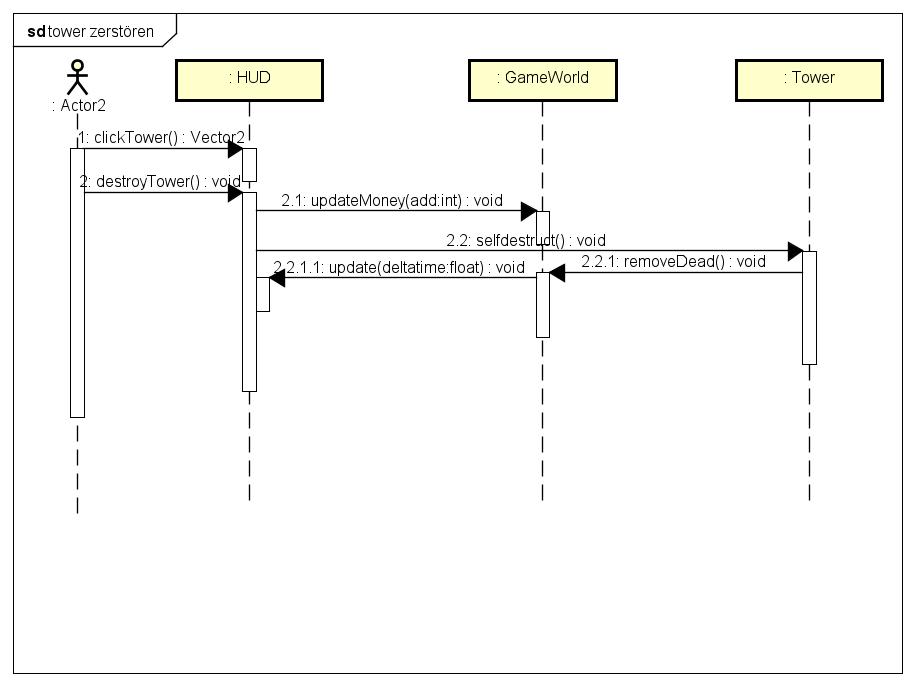 sd tower zerstören
: HUD
: GameWorld
: Tower
: Actor2
1: clickTower() : Vector2
2: destroyTower() : void
2.1: updateMoney(add:int) : void
2.2: selfdestruct() : void
2.2.1: removeDead() : void
2.2.1.1: update(deltatime:float) : void